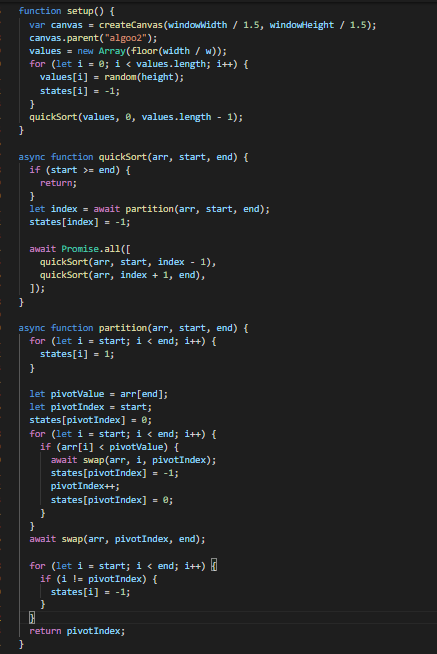 function setup() {
  var canvas = createCanvas(windowWidth / 1.5, windowHeight / 1.5);
  canvas.parent("algoo2");
  values = new Array(floor(width / w));
  for (let i = 0; i < values.length; i++) {
    values[i] = random(height);
    states[i] = -1;
  }
  quickSort(values, 0, values.length - 1);
}

async function quickSort(arr, start, end) {
  if (start >= end) {
    return;
  }
  let index = await partition(arr, start, end);
  states[index] = -1;

  await Promise.all([
    quickSort(arr, start, index - 1),
    quickSort(arr, index + 1, end),
  ]);
}

async function partition(arr, start, end) {
  for (let i = start; i < end; i++) {
    states[i] = 1;
  }

  let pivotValue = arr[end];
  let pivotIndex = start;
  states[pivotIndex] = 0;
  for (let i = start; i < end; i++) {
    if (arr[i] < pivotValue) {
      await swap(arr, i, pivotIndex);
      states[pivotIndex] = -1;
      pivotIndex++;
      states[pivotIndex] = 0;
    }
  }
  await swap(arr, pivotIndex, end);

  for (let i = start; i < end; i++) {
    if (i != pivotIndex) {
      states[i] = -1;
    }
  }
  return pivotIndex;
}